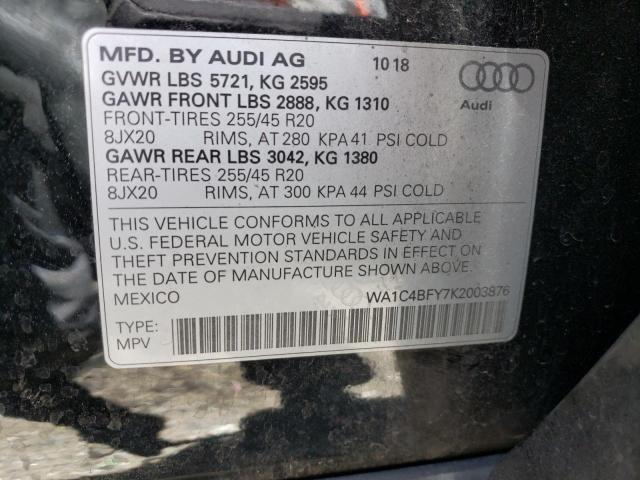 MFD. BY AUDI AG 10 18
GVWR LBS 5721, KG 2595
GAWR FRONT LBS 2888, KG 1310
FRONT-TIRES 255/45 R20
8JX20 RIMS, AT 280 KPA 41 PSI COLD
GAWR REAR LBS 3042, KG 1380
REAR-TIRES 255/45 R20
8JX20 RIMS, AT 300 KPA 44 PSI COLD
Audi
THIS VEHICLE CONFORMS TO ALL APPLICABLE
U.S. FEDERAL MOTOR VEHICLE SAFETY AND
THEFT PREVENTION STANDARDS IN EFFECT ON
THE DATE OF MANUFACTURE SHOWN ABOVE
MEXICO WA1C4BFY7K2003876
TYPE:
MPV